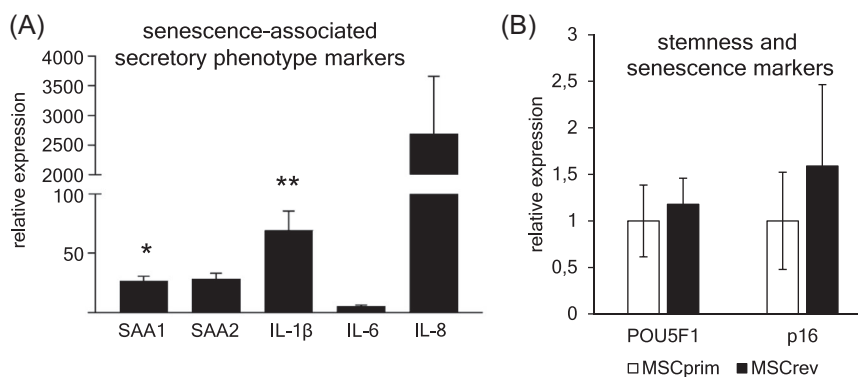 (A)
senescence-associated
secretory phenotype markers
relative expression
4000
3500
3000
2500
2000
100
50
*
**
SAA1 SAA2 IL-1β IL-6 IL-8
(B)
stemness and
senescence markers
relative expression
3
2,5
2
1,5
1
0,5
0
POU5F1 p16
MSCprim MSCrev